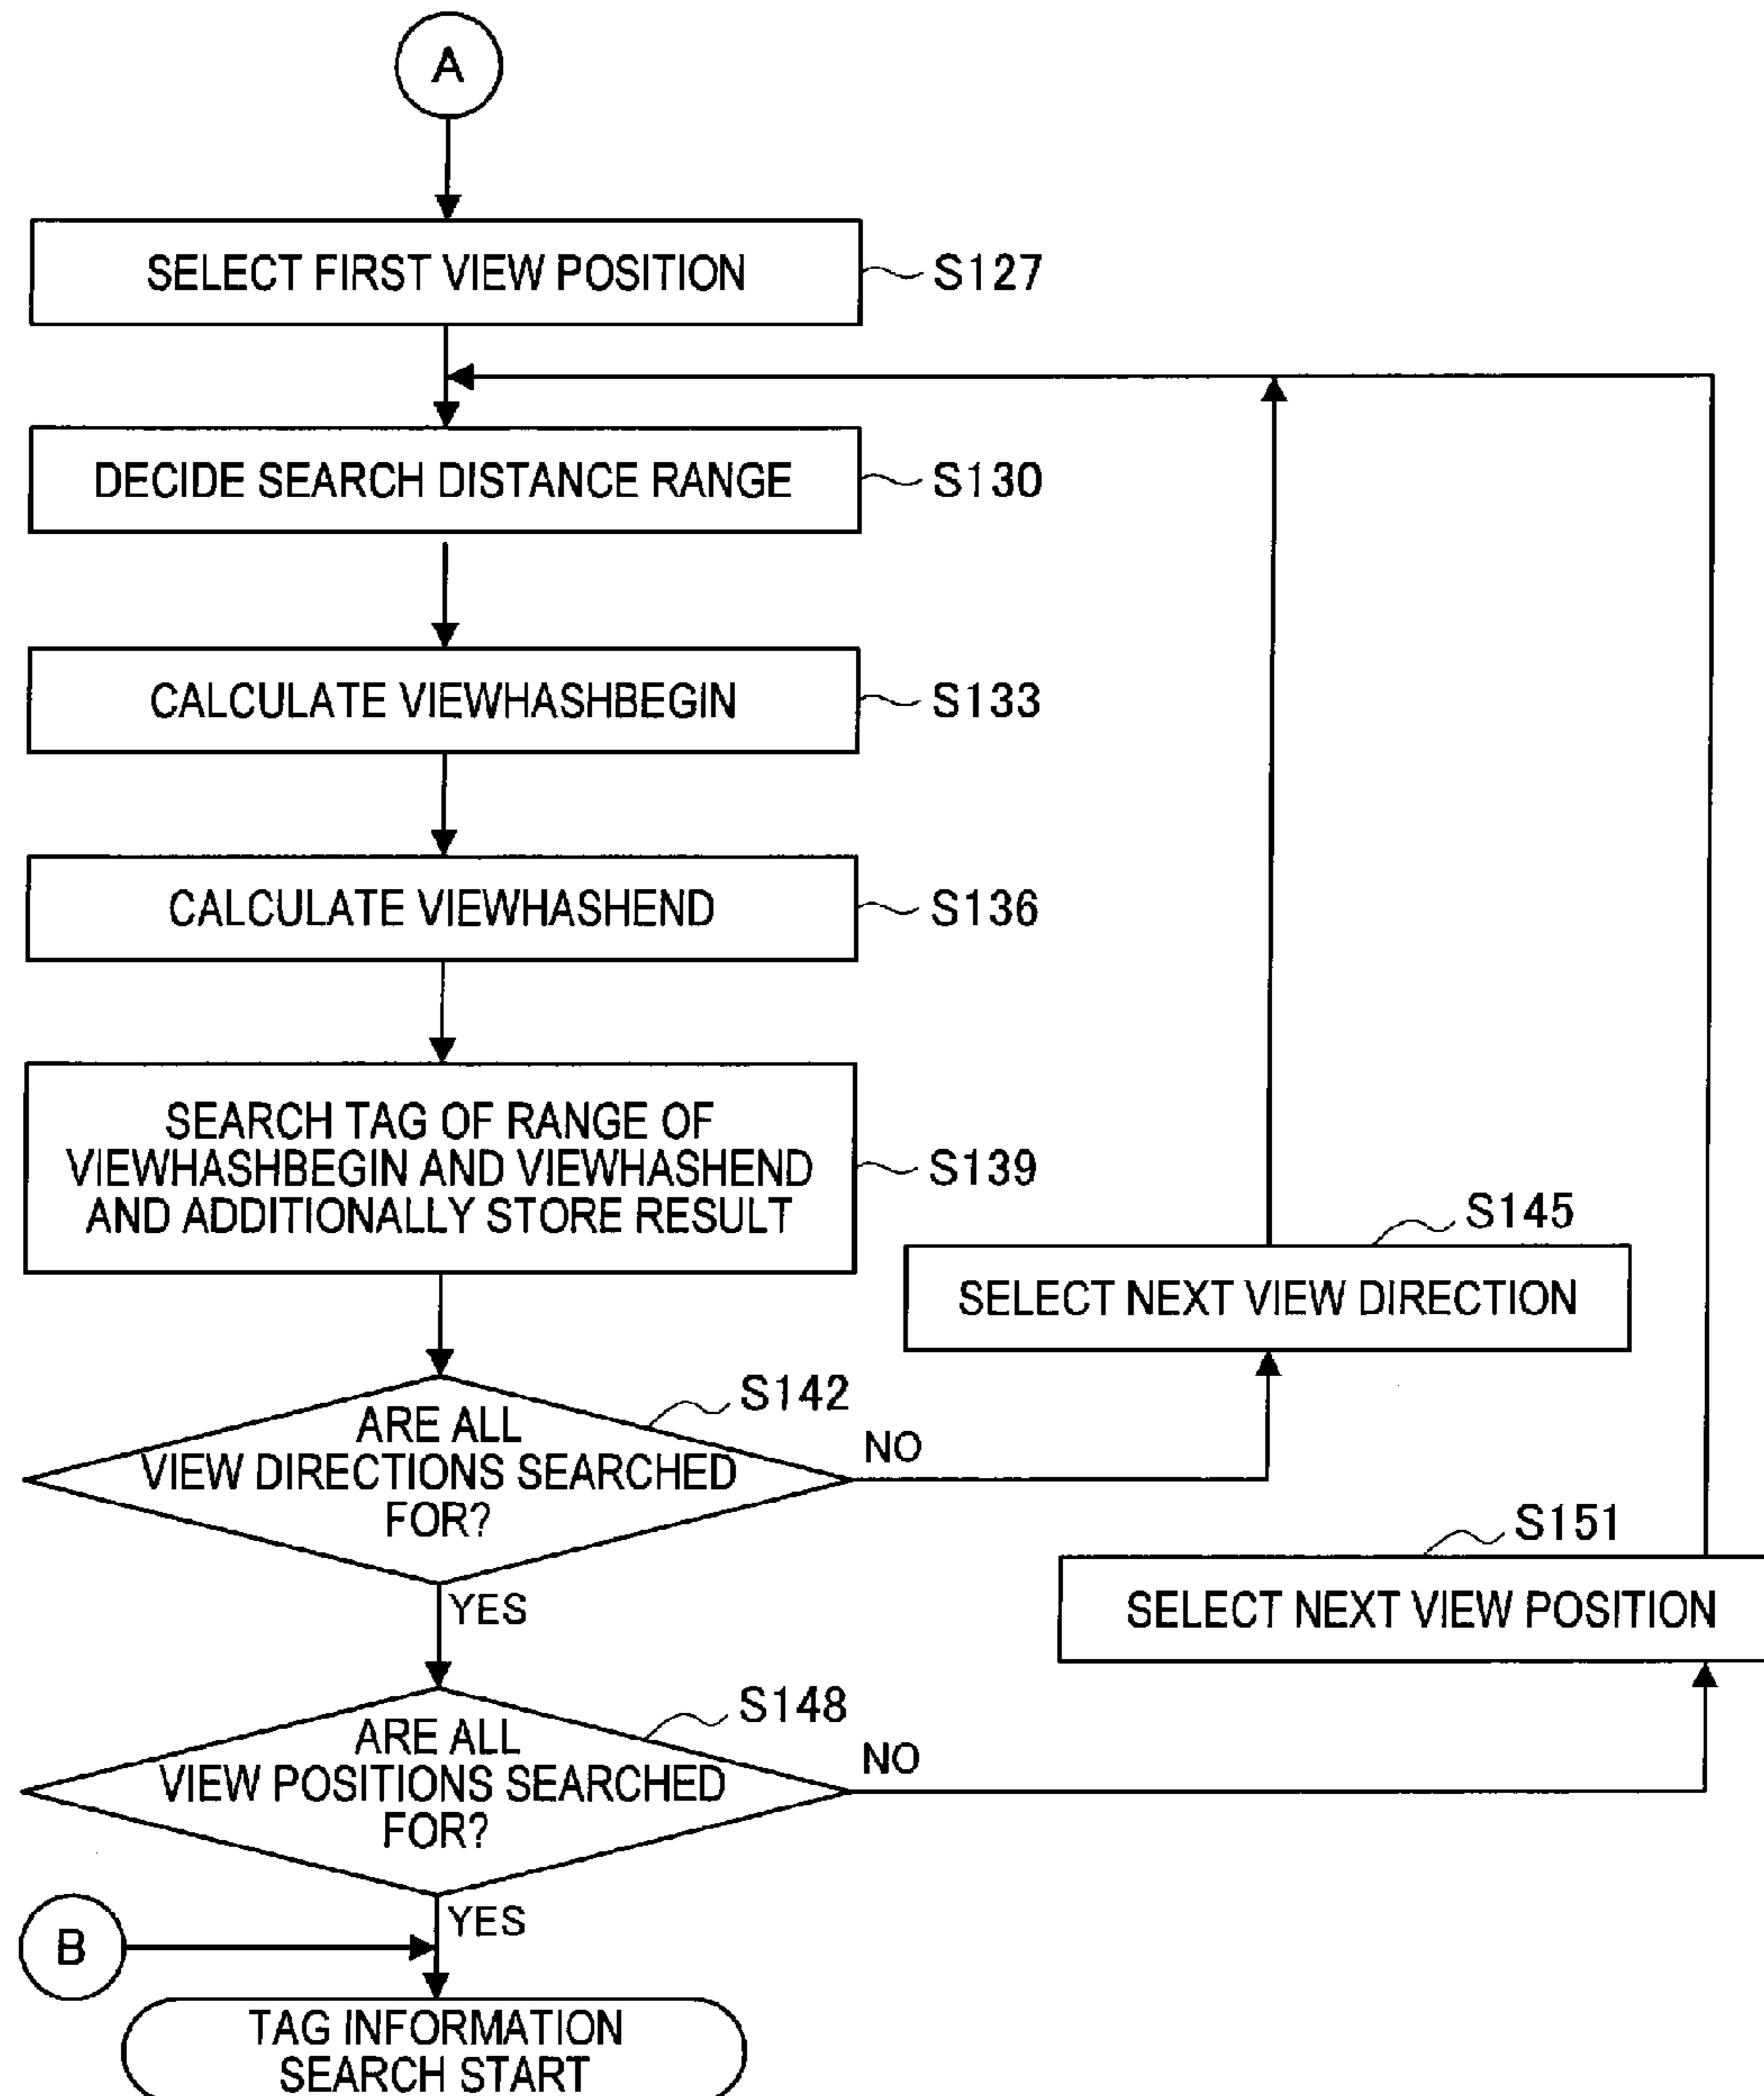 A
SELECT FIRST VIEW POSITION
S127
DECIDE SEARCH DISTANCE RANGE
S130
CALCULATE VIEWHASHBEGIN
S133
CALCULATE VIEWHASHEND
S136
SEARCH TAG OF RANGE OF
VIEWHASHBEGIN AND VIEWHASHEND
AND ADDITIONALLY STORE RESULT
S139
S145
SELECT NEXT VIEW DIRECTION
S142
ARE ALL
VIEW DIRECTIONS SEARCHED
FOR?
NO
YES
S151
SELECT NEXT VIEW POSITION
S148
ARE ALL
VIEW POSITIONS SEARCHED
FOR?
NO
YES
B
TAG INFORMATION
SEARCH START